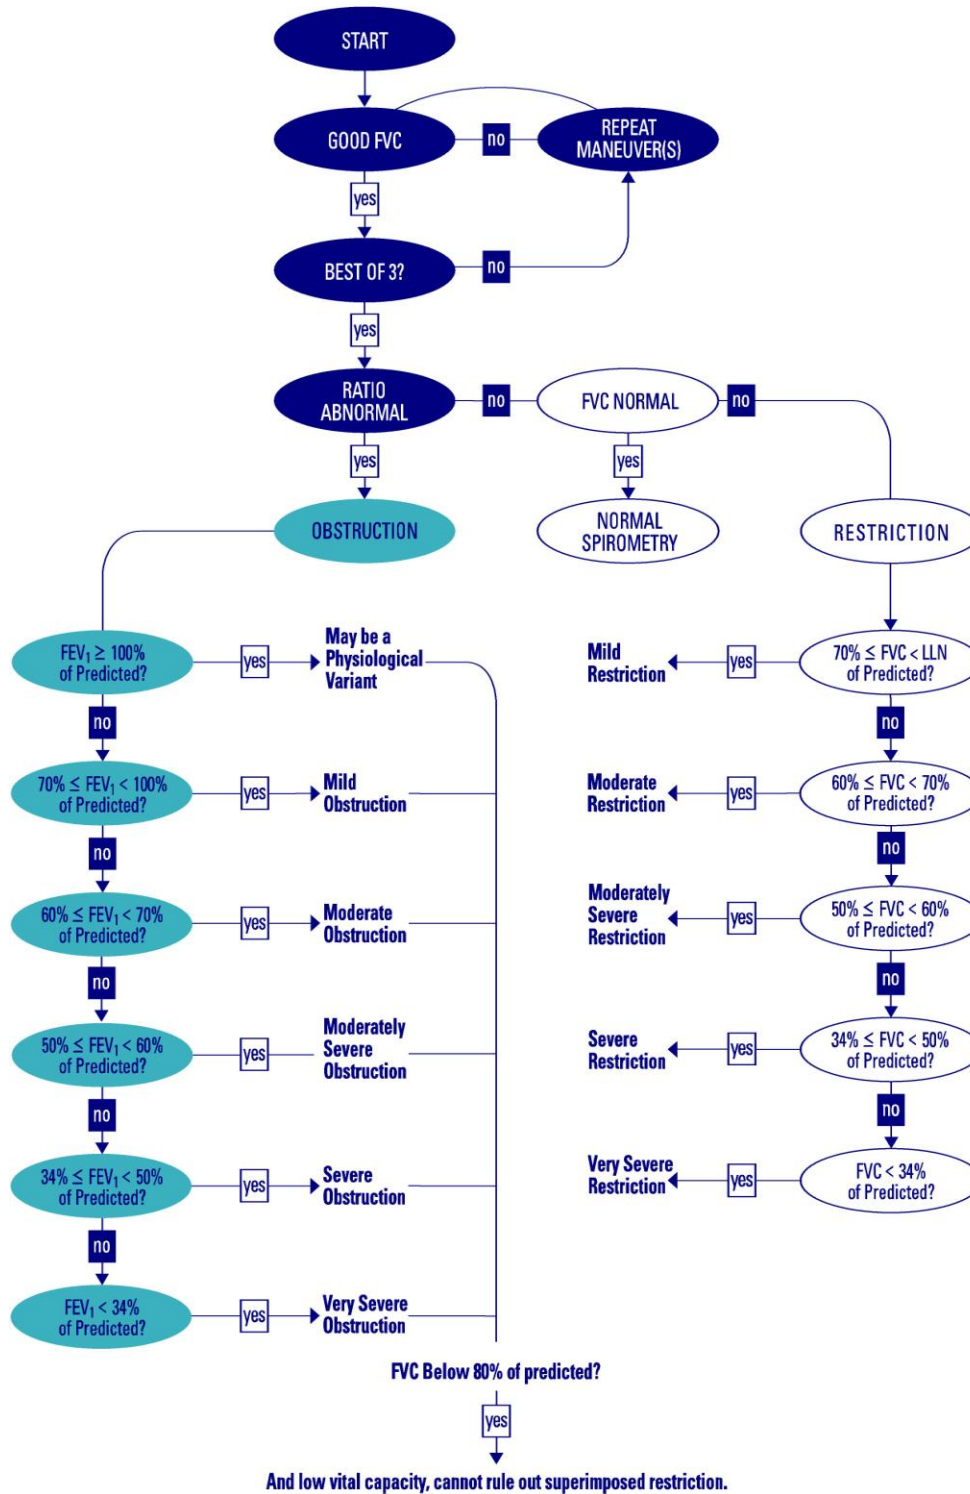 START
GOOD FVC
no
REPEAT
MANEUVER(S)
yes
BEST OF 3?
no
yes
RATIO
ABNORMAL
no
FVC NORMAL
no
yes
yes
OBSTRUCTION
NORMAL
SPIROMETRY
RESTRICTION
FEV₁ ≥ 100%
of Predicted?
yes
May be a
Physiological
Variant
no
70% ≤ FEV₁ < 100%
of Predicted?
yes
Mild
Obstruction
no
60% ≤ FEV₁ < 70%
of Predicted?
yes
Moderate
Obstruction
no
50% ≤ FEV₁ < 60%
of Predicted?
yes
Moderately
Severe
Obstruction
no
34% ≤ FEV₁ < 50%
of Predicted?
yes
Severe
Obstruction
no
FEV₁ < 34%
of Predicted?
yes
Very Severe
Obstruction
Mild
Restriction
yes
70% ≤ FVC < LLN
of Predicted?
no
Moderate
Restriction
yes
60% ≤ FVC < 70%
of Predicted?
no
Moderately
Severe
Restriction
yes
50% ≤ FVC < 60%
of Predicted?
no
Severe
Restriction
yes
34% ≤ FVC < 50%
of Predicted?
no
Very Severe
Restriction
yes
FVC < 34%
of Predicted?
FVC Below 80% of predicted?
yes
And low vital capacity, cannot rule out superimposed restriction.